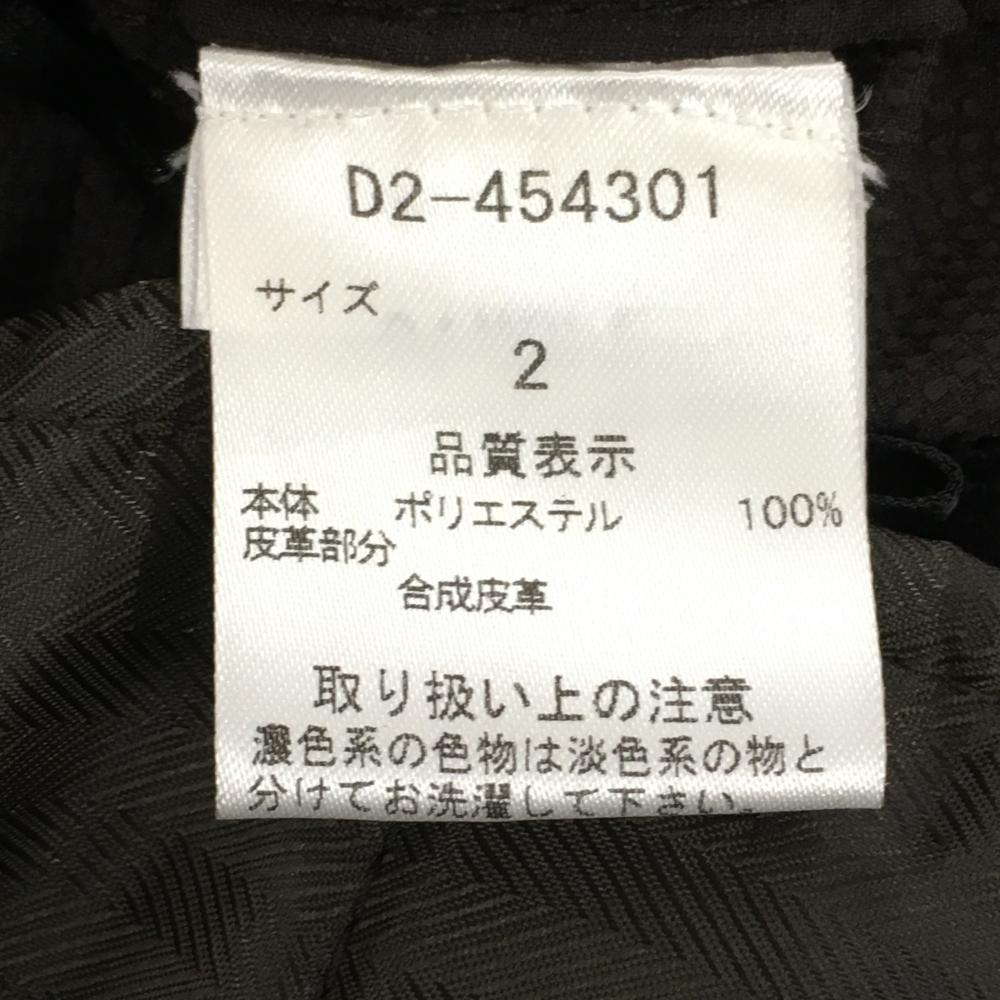 D2-454301
サイズ
2
品質表示
本体 ポリエステル 100%
皮革部分
合成皮革
取り扱い上の注意
濃色系の色物は淡色系の物と
分けてお洗濯して下さい。